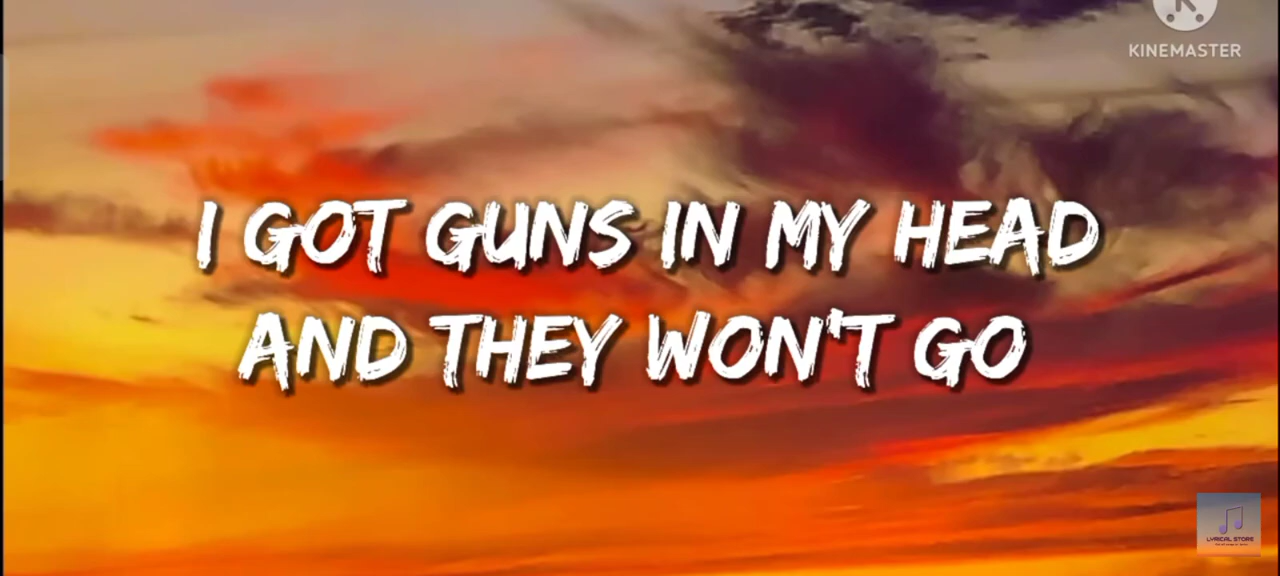 KINEMASTER
I GOT GUNS IN MY HEAD
AND THEY WON'T GO
LYRICAL STORE